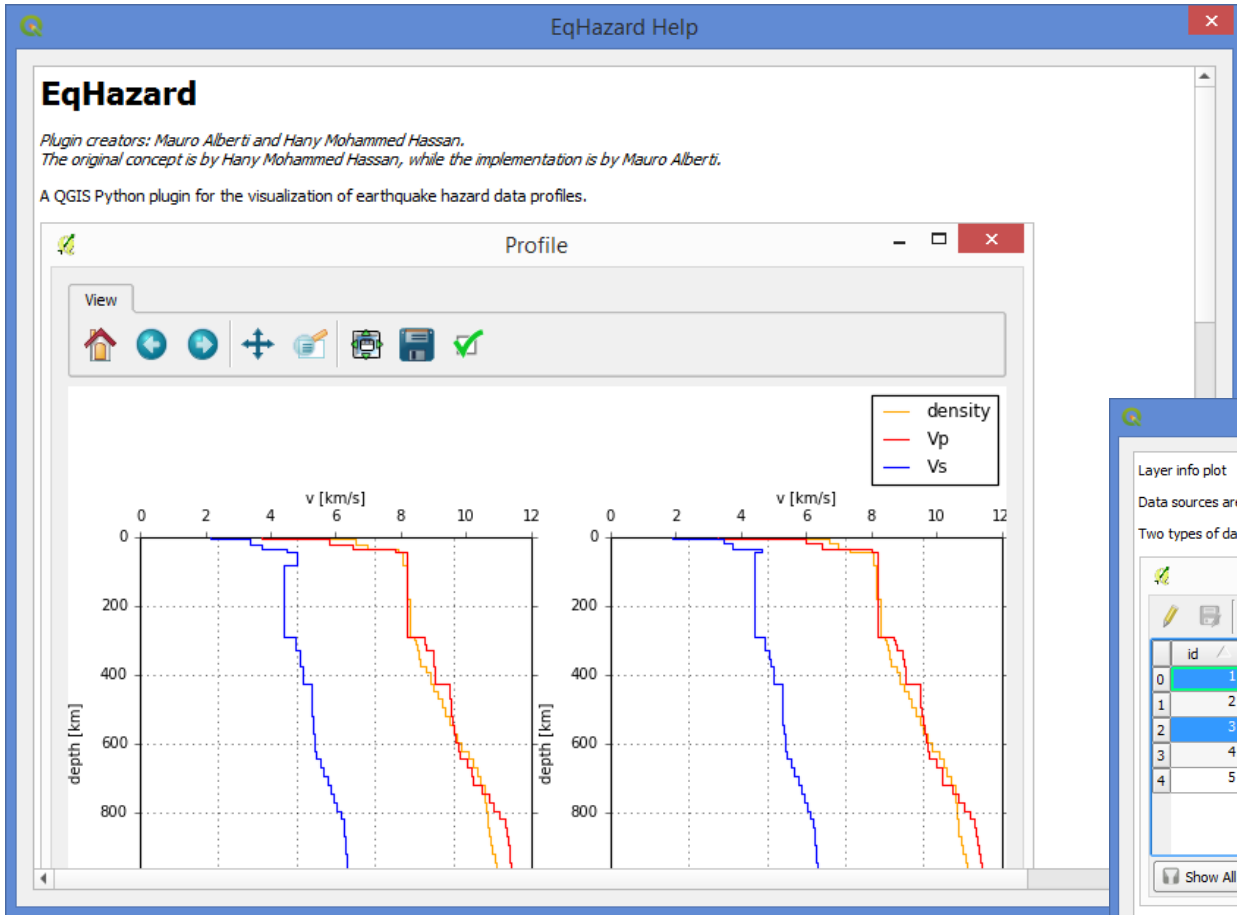 EqHazard Help
EqHazard
Plugin creators: Mauro Alberti and Hany Mohammed Hassan.
The original concept is by Hany Mohammed Hassan, while the implementation is by Mauro Alberti.
A QGIS Python plugin for the visualization of earthquake hazard data profiles.
Profile
View
density
Vp
Vs
v [km/s]
0 2 4 6 8 10 12
0
200
400
600
800
depth [km]
v [km/s]
0 2 4 6 8 10 12
0
200
400
600
800
depth [km]
Layer info plot
Data sources are
Two types of da
id
0 1
1 2
2 3
3 4
4 5
Show All